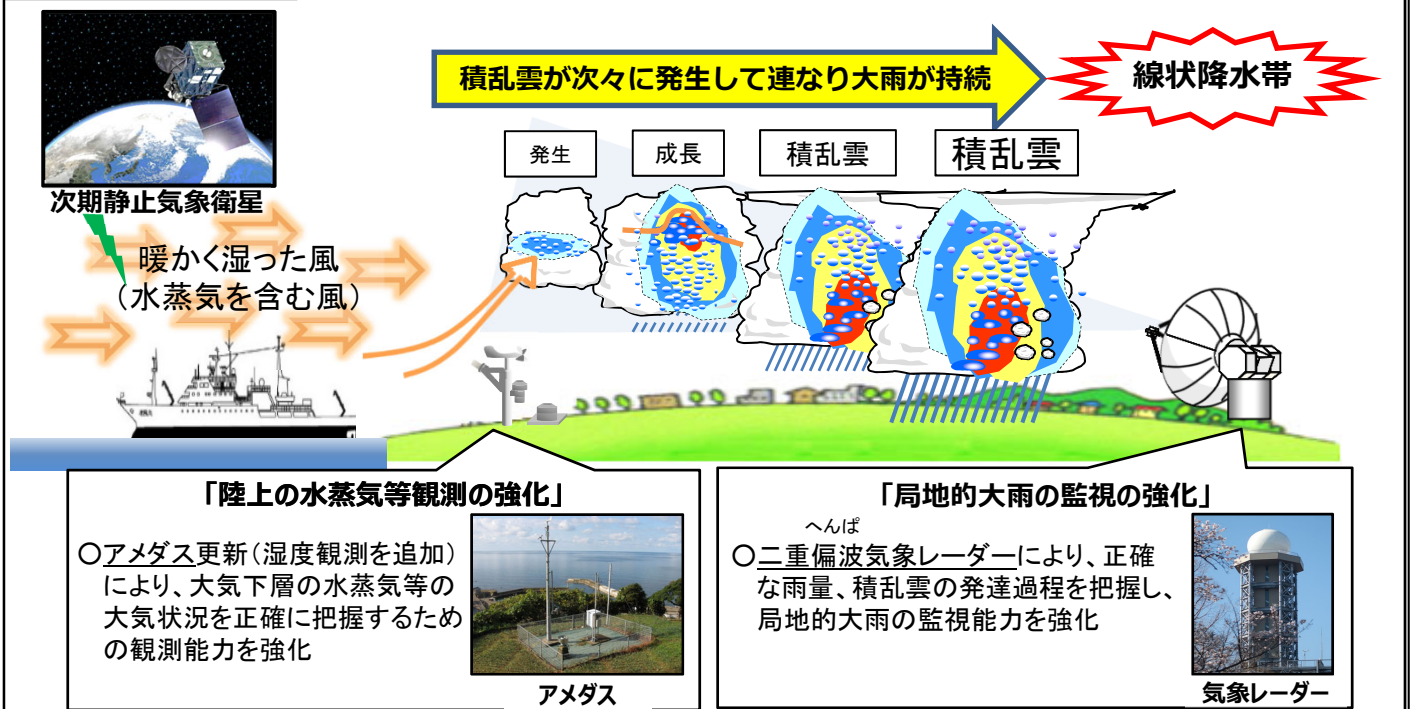 積乱雲が次々に発生して連なり大雨が持続
線状降水帯
発生
成長
積乱雲
積乱雲
次期静止気象衛星
暖かく湿った風
(水蒸気を含む風)
「陸上の水蒸気等観測の強化」
○アメダス更新(湿度観測を追加)
により、大気下層の水蒸気等の
大気状況を正確に把握するため
の観測能力を強化
アメダス
「局地的大雨の監視の強化」
へんぱ
○二重偏波気象レーダーにより、正確
な雨量、積乱雲の発達過程を把握し、
局地的大雨の監視能力を強化
気象レーダー